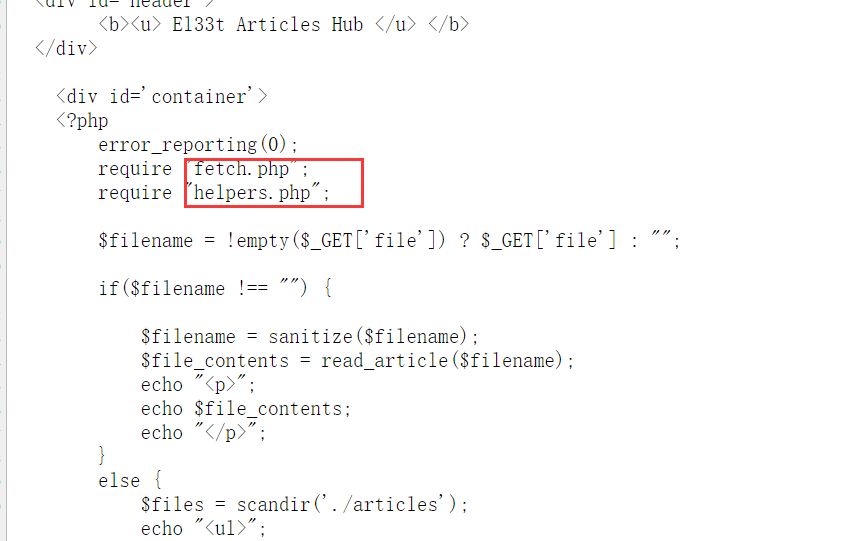 <div id='header'>
<b><u> El33t Articles Hub </u> </b>
</div>
<div id='container'>
<?php
error_reporting(0);
require "fetch.php";
require "helpers.php";
$filename = !empty($_GET['file']) ? $_GET['file'] : "";
if($filename !== "") {
$filename = sanitize($filename);
$file_contents = read_article($filename);
echo "<p>";
echo $file_contents;
echo "</p>";
}
else {
$files = scandir('./articles');
echo "<ul>";